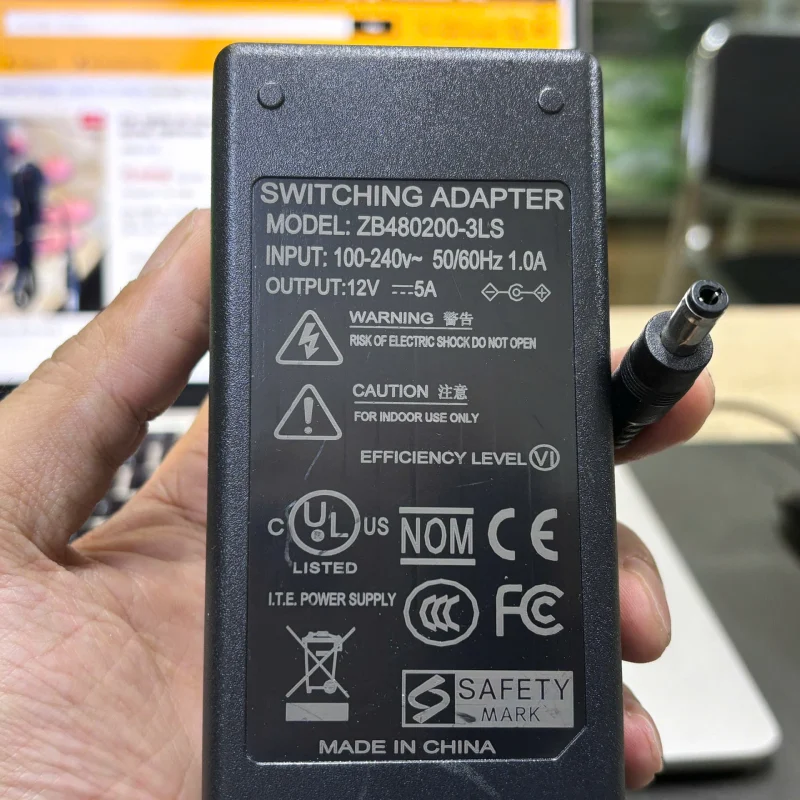 SWITCHING ADAPTER
MODEL: ZB480200-3LS
INPUT: 100-240v~ 50/60Hz 1.0A
OUTPUT:12V ⎓5A
WARNING 警告
RISK OF ELECTRIC SHOCK DO NOT OPEN
CAUTION 注意
FOR INDOOR USE ONLY
EFFICIENCY LEVEL VI
C UL ® US
LISTED
NOM CE
I.T.E. POWER SUPPLY
CCC FC
S SAFETY
MARK
MADE IN CHINA